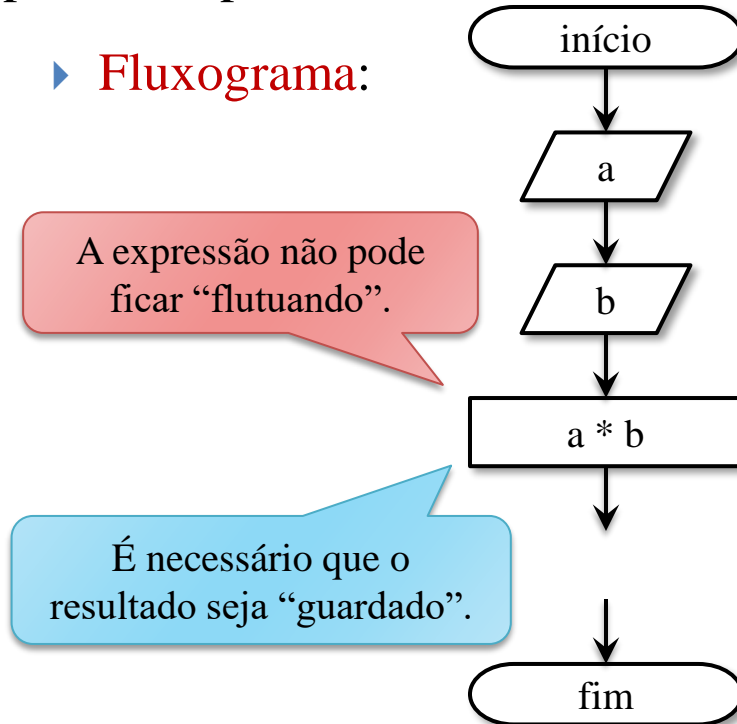 início
Fluxograma:
a
A expressão não pode
ficar “flutuando”.
b
a * b
É necessário que o
resultado seja “guardado”.
fim